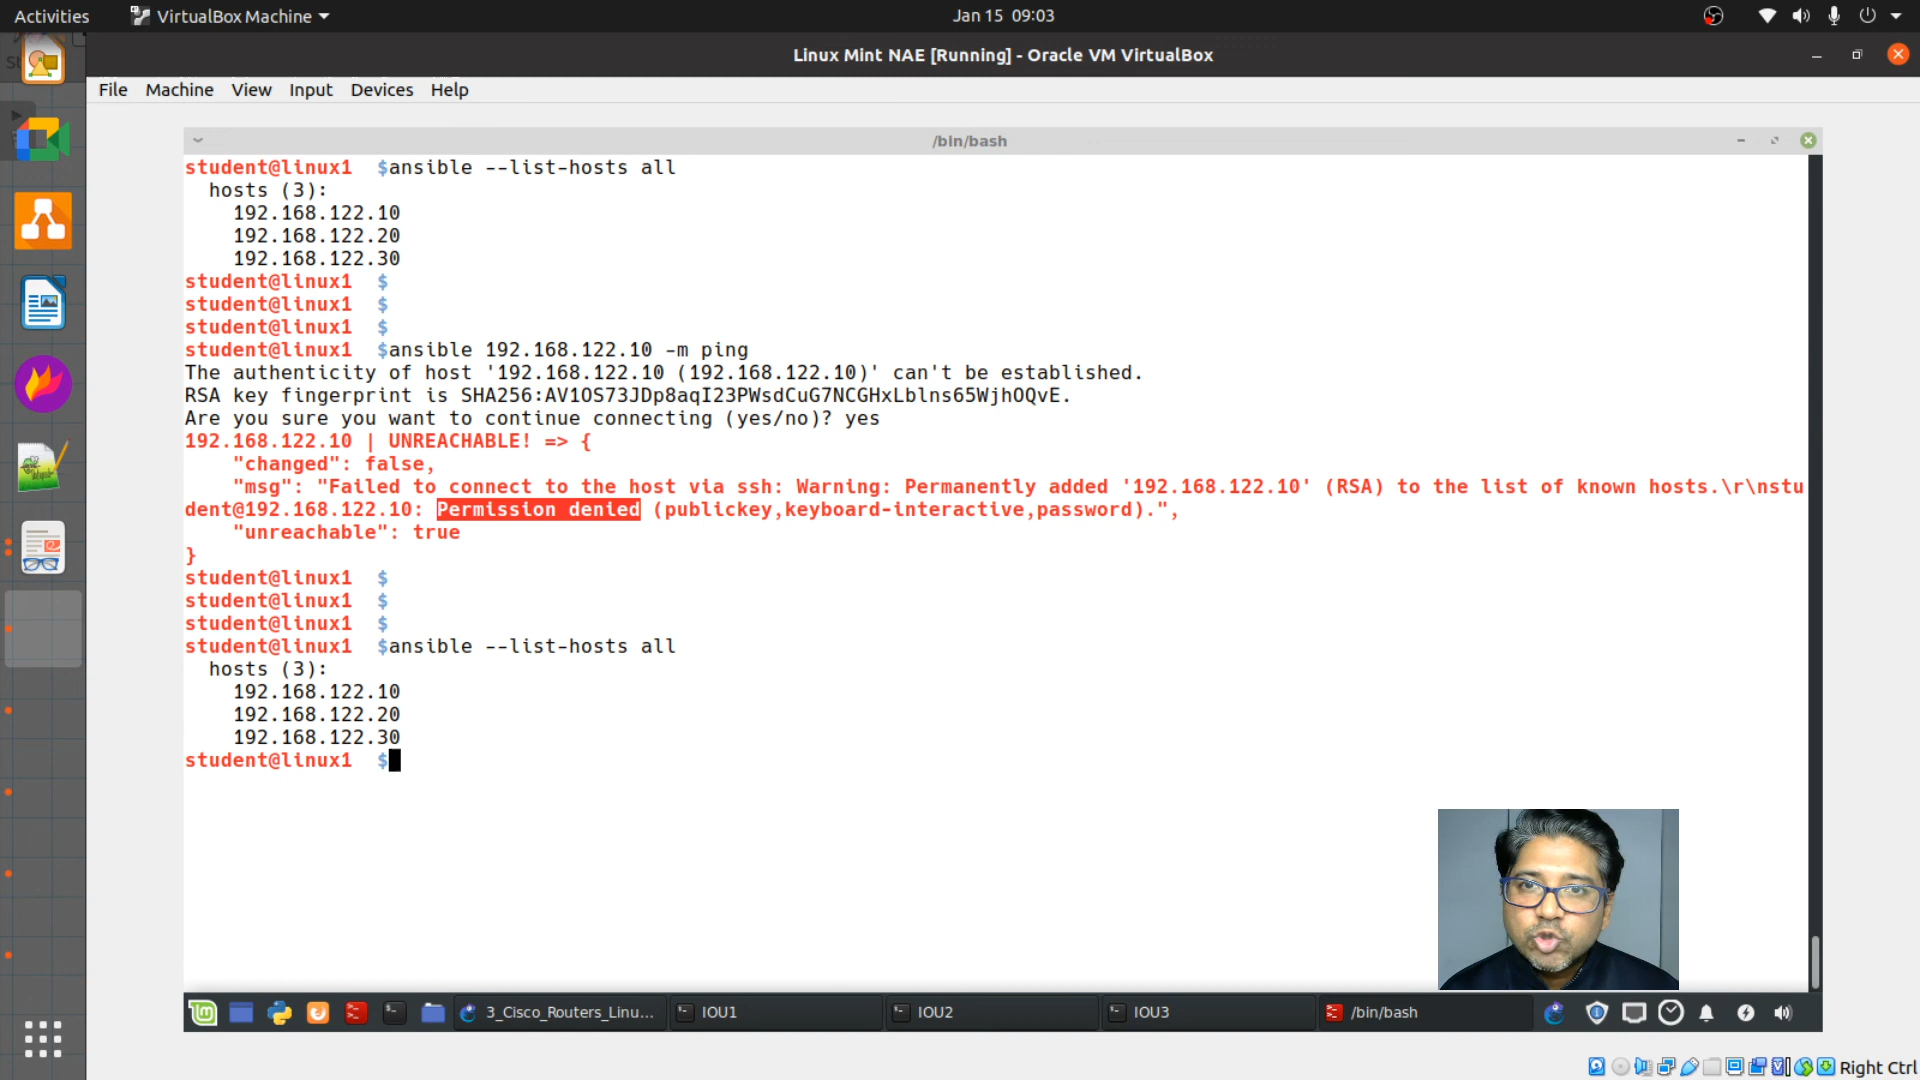 Activities
VirtualBox Machine
Jan 15 09:03
Linux Mint NAE [Running] - Oracle VM VirtualBox
File Machine View Input Devices Help
/bin/bash
student@linux1 $ansible --list-hosts all
hosts (3):
192.168.122.10
192.168.122.20
192.168.122.30
student@linux1 $
student@linux1 $
student@linux1 $
student@linux1 $ansible 192.168.122.10 -m ping
The authenticity of host '192.168.122.10 (192.168.122.10)' can't be established.
RSA key fingerprint is SHA256:AV1OS73JDp8aqI23PWsdCuG7NCGHxLblns65WjhOQvE.
Are you sure you want to continue connecting (yes/no)? yes
192.168.122.10 | UNREACHABLE! => {
"changed": false,
"msg": "Failed to connect to the host via ssh: Warning: Permanently added '192.168.122.10' (RSA) to the list of known hosts.\r\nstu
dent@192.168.122.10: Permission denied (publickey,keyboard-interactive,password).",
"unreachable": true
}
student@linux1 $
student@linux1 $
student@linux1 $
student@linux1 $ansible --list-hosts all
hosts (3):
192.168.122.10
192.168.122.20
192.168.122.30
student@linux1 $
3_Cisco_Routers_Linu...
IOU1
IOU2
IOU3
/bin/bash
Right Ctrl